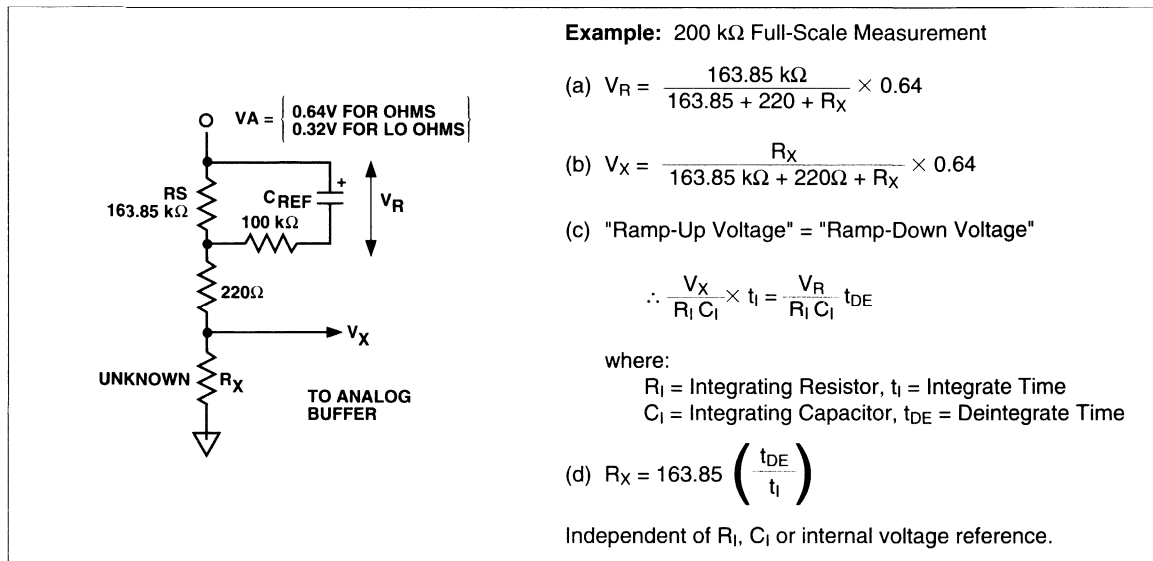 VA = { 0.64V FOR OHMS
0.32V FOR LO OHMS }
RS
163.85 kΩ
CREF
+
100 kΩ
VR
220Ω
VX
UNKNOWN
RX
TO ANALOG
BUFFER
Example: 200 kΩ Full-Scale Measurement
(a) VR = 163.85 kΩ / 163.85 + 220 + RX × 0.64
(b) VX = RX / 163.85 kΩ + 220Ω + RX × 0.64
(c) "Ramp-Up Voltage" = "Ramp-Down Voltage"
∴ VX / RI CI × tI = VR / RI CI tDE
where:
RI = Integrating Resistor, tI = Integrate Time
CI = Integrating Capacitor, tDE = Deintegrate Time
(d) RX = 163.85 ( tDE / tI )
Independent of RI, CI or internal voltage reference.